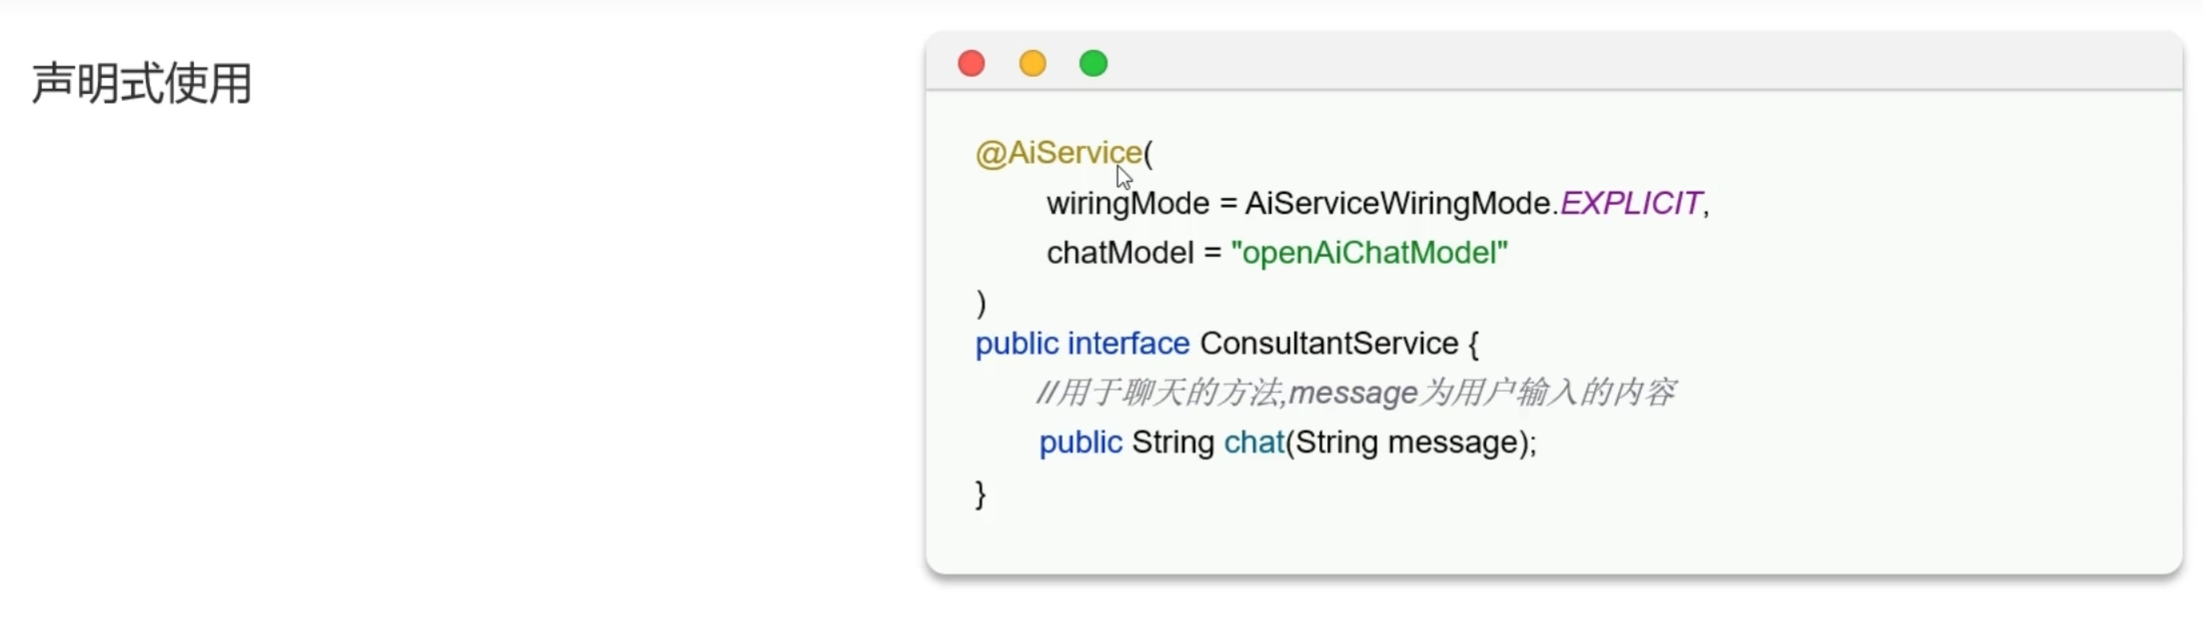 声明式使用
@AiService(
wiringMode = AiServiceWiringMode.EXPLICIT,
chatModel = "openAiChatModel"
)
public interface ConsultantService {
//用于聊天的方法,message为用户输入的内容
public String chat(String message);
}